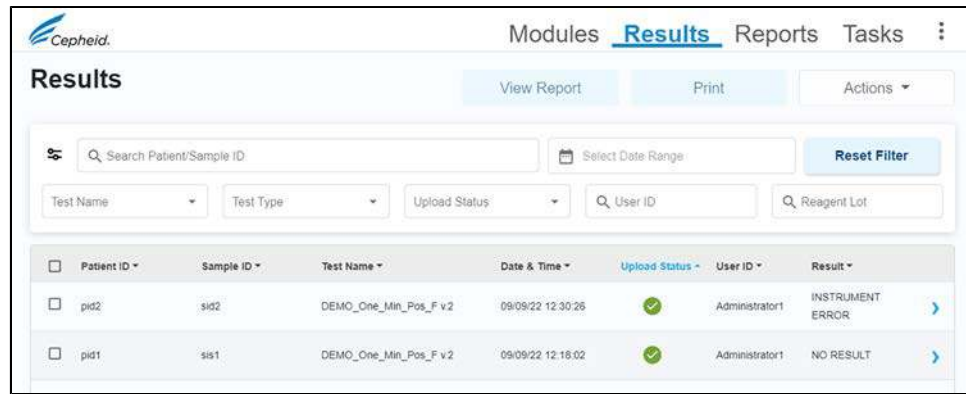 Cepheid.
Modules Results Reports Tasks
Results
View Report Print Actions
Search Patient/Sample ID Select Date Range Reset Filter
Test Name Test Type Upload Status User ID Reagent Lot
Patient ID Sample ID Test Name Date & Time Upload Status User ID Result
pid2 sid2 DEMO_One_Min_Pos_F v.2 09/09/22 12:30:26 Administrator1 INSTRUMENT
ERROR
pid1 sis1 DEMO_One_Min_Pos_F v.2 09/09/22 12:18:02 Administrator1 NO RESULT